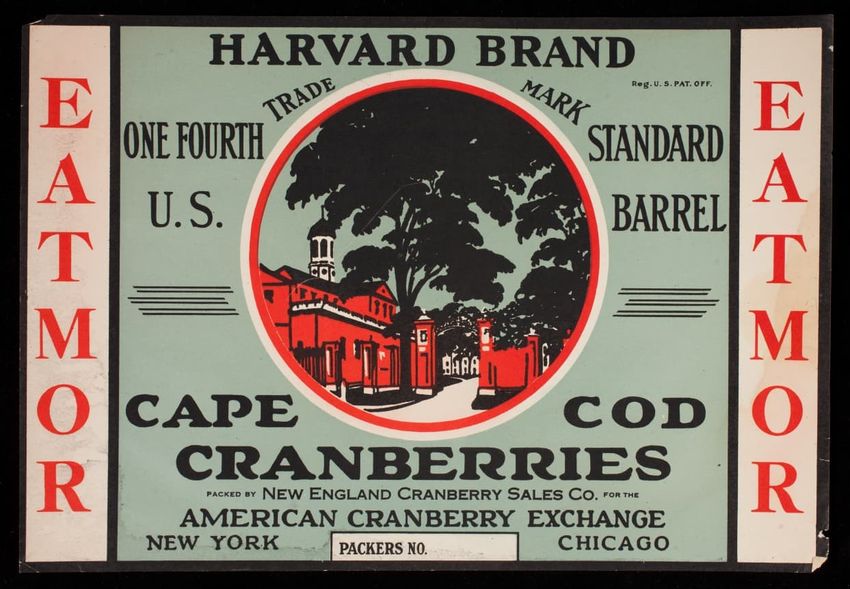 HARVARD BRAND
Reg. U. S. PAT. OFF.
TRADE MARK
ONE FOURTH
U. S.
STANDARD
BARREL
EATMOR
EATMOR
CAPE COD
CRANBERRIES
PACKED BY NEW ENGLAND CRANBERRY SALES CO. FOR THE
AMERICAN CRANBERRY EXCHANGE
NEW YORK
CHICAGO
PACKERS NO.